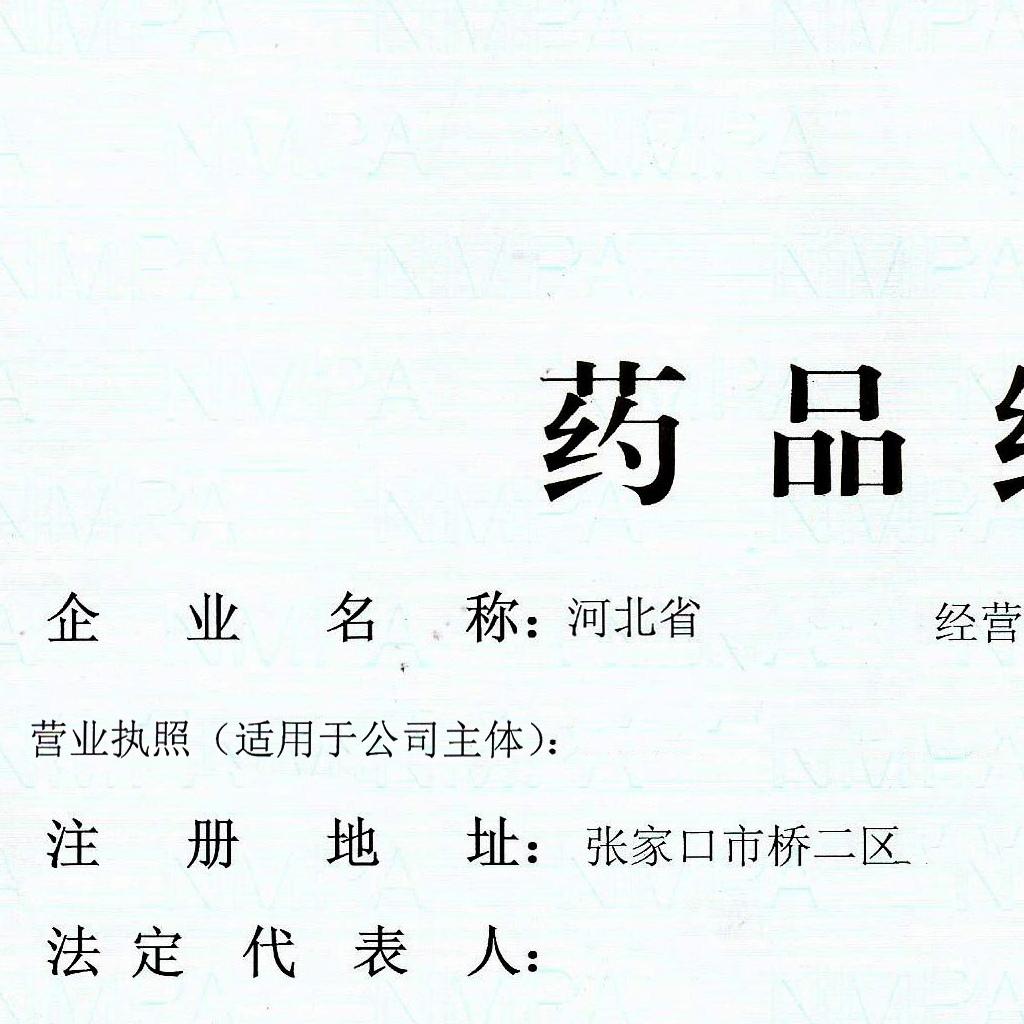 药品
企业名称：河北省 经营
营业执照（适用于公司主体）：
注册地址：张家口市桥二区
法定代表人：